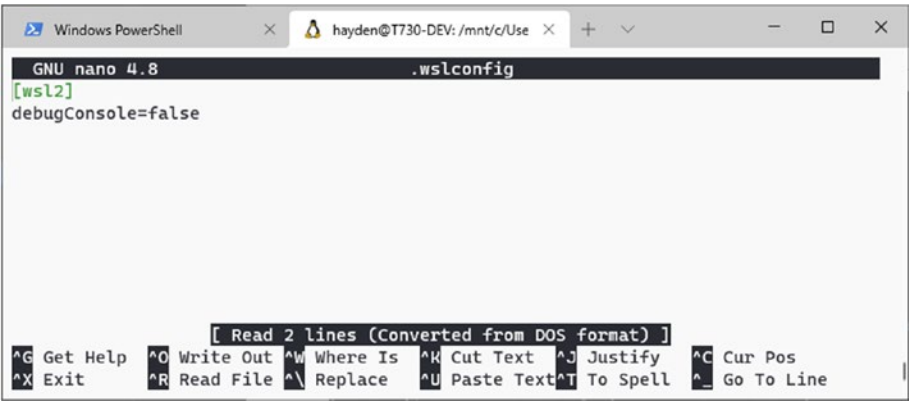 Windows PowerShell hayden@T730-DEV: /mnt/c/Use
GNU nano 4.8 .wslconfig
[wsl2]
debugConsole=false
[ Read 2 lines (Converted from DOS format) ]
^G Get Help ^O Write Out ^W Where Is ^K Cut Text ^J Justify ^C Cur Pos
^X Exit ^R Read File ^\ Replace ^U Paste Text ^T To Spell ^_ Go To Line